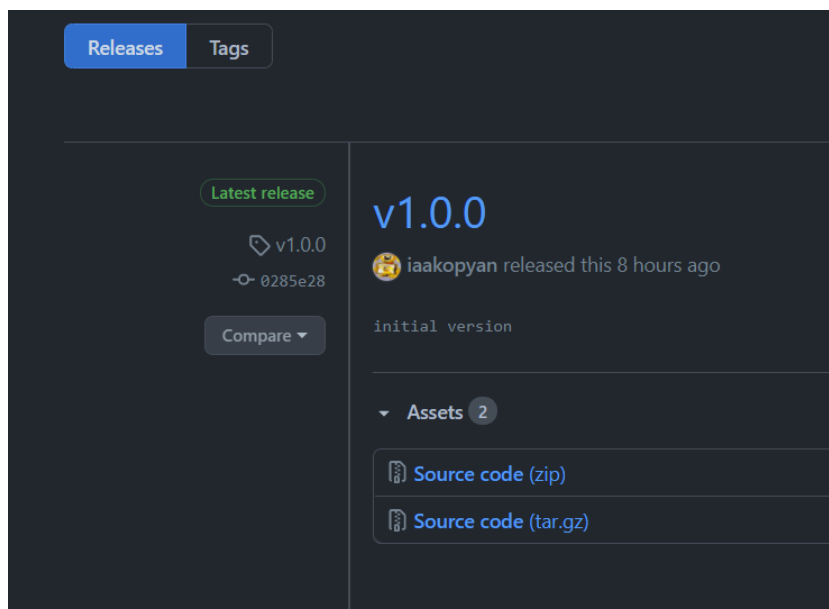 Releases Tags
Latest release
v1.0.0
0285e28
Compare
v1.0.0
iaakopyan released this 8 hours ago
initial version
Assets 2
Source code (zip)
Source code (tar.gz)